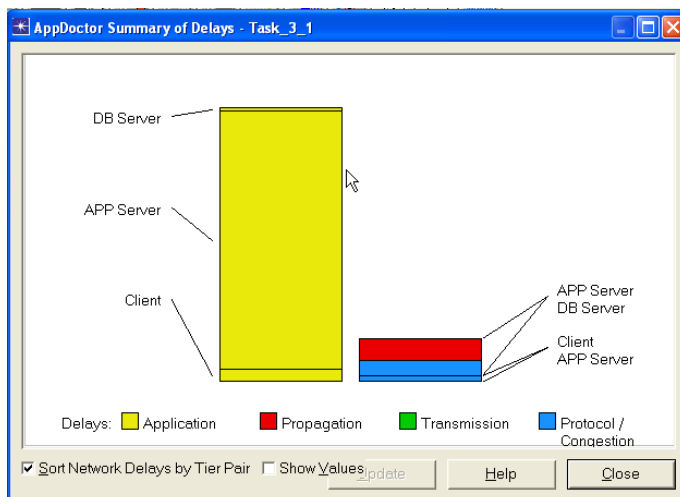 AppDoctor Summary of Delays - Task_3_1
DB Server
APP Server
Client
APP Server
DB Server
Client
APP Server
Delays: Application Propagation Transmission Protocol /
Congestion
Sort Network Delays by Tier Pair Show Values Update Help Close